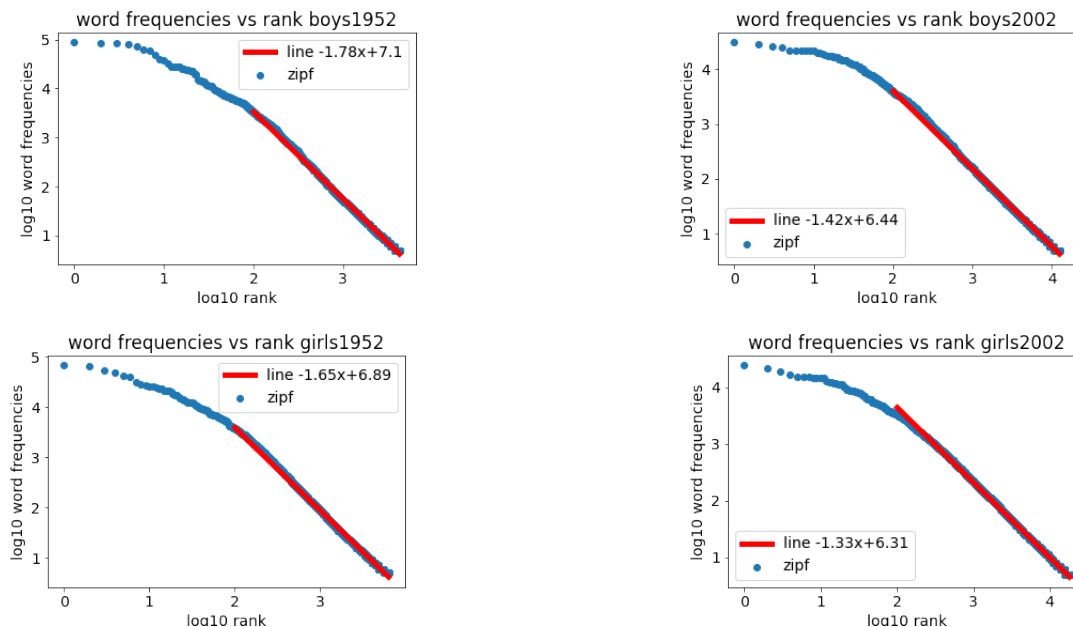 word frequencies vs rank boys1952
log10 word frequencies
5
4
3
2
1
line -1.78x+7.1
zipf
0
1
2
3
log10 rank
word frequencies vs rank boys2002
log10 word frequencies
4
3
2
1
line -1.42x+6.44
zipf
0
1
2
3
4
log10 rank
word frequencies vs rank girls1952
log10 word frequencies
5
4
3
2
1
line -1.65x+6.89
zipf
0
1
2
3
log10 rank
word frequencies vs rank girls2002
log10 word frequencies
4
3
2
1
line -1.33x+6.31
zipf
0
1
2
3
4
log10 rank